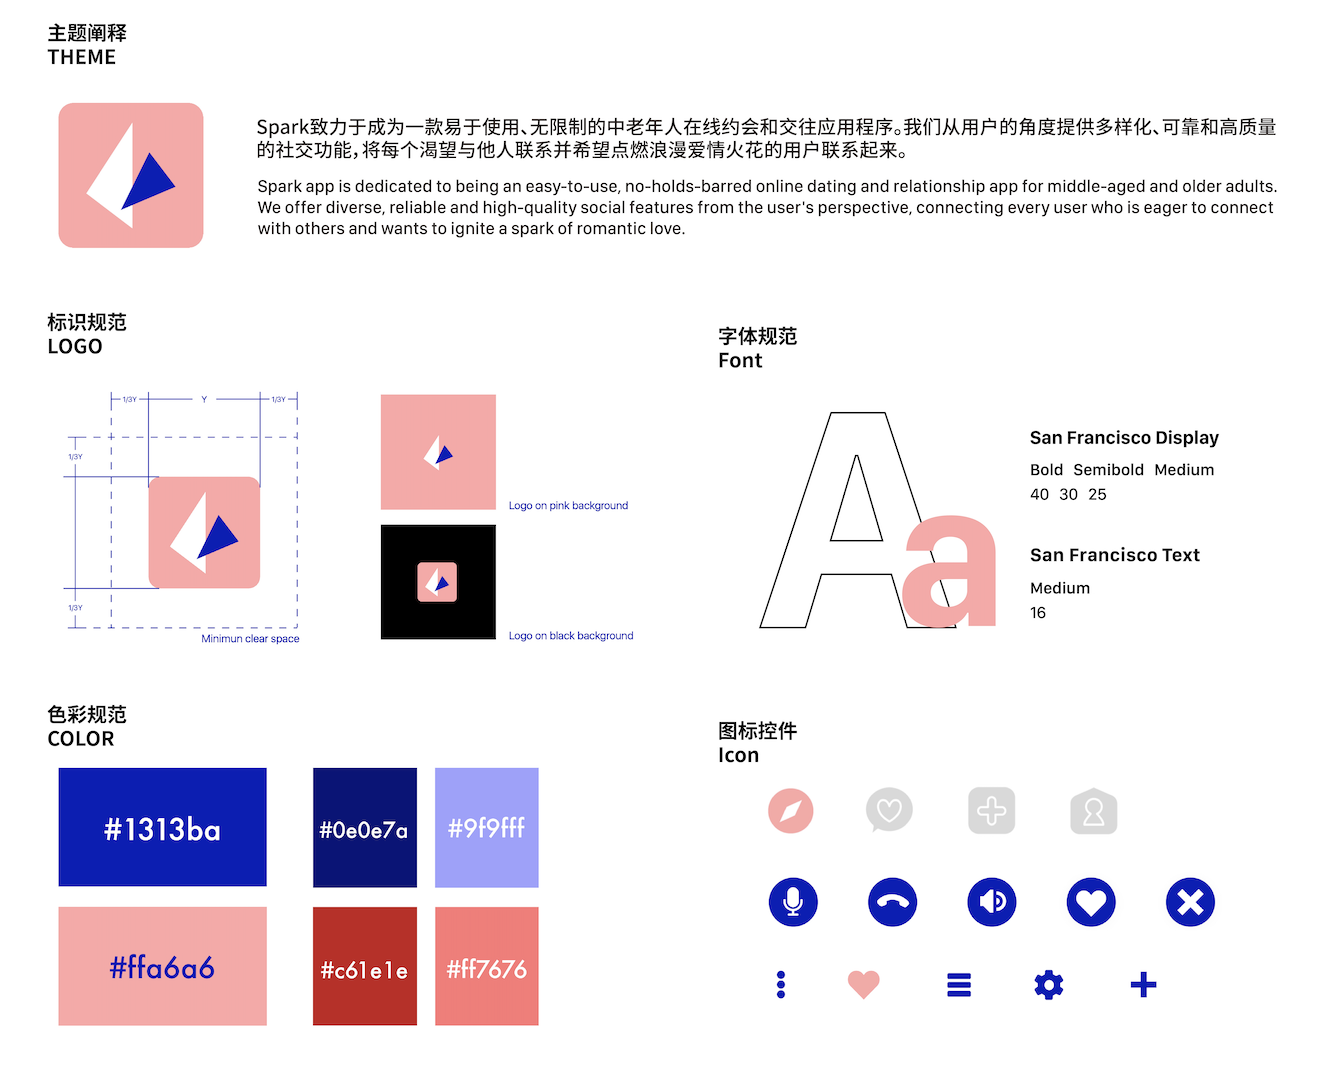 主题阐释
THEME
Spark致力于成为一款易于使用、无限制的中老年人在线约会和交往应用程序。我们从用户的角度提供多样化、可靠和高质量
的社交功能，将每个渴望与他人联系并希望点燃浪漫爱情火花的用户联系起来。
Spark app is dedicated to being an easy-to-use, no-holds-barred online dating and relationship app for middle-aged and older adults.
We offer diverse, reliable and high-quality social features from the user's perspective, connecting every user who is eager to connect
with others and wants to ignite a spark of romantic love.
标识规范
LOGO
1/3Y
Y
1/3Y
1/3Y
1/3Y
Minimun clear space
Logo on pink background
Logo on black background
字体规范
Font
Aa
San Francisco Display
Bold Semibold Medium
40 30 25
San Francisco Text
Medium
16
色彩规范
COLOR
#1313ba
#0e0e7a
#9f9fff
#ffa6a6
#c61e1e
#ff7676
图标控件
Icon